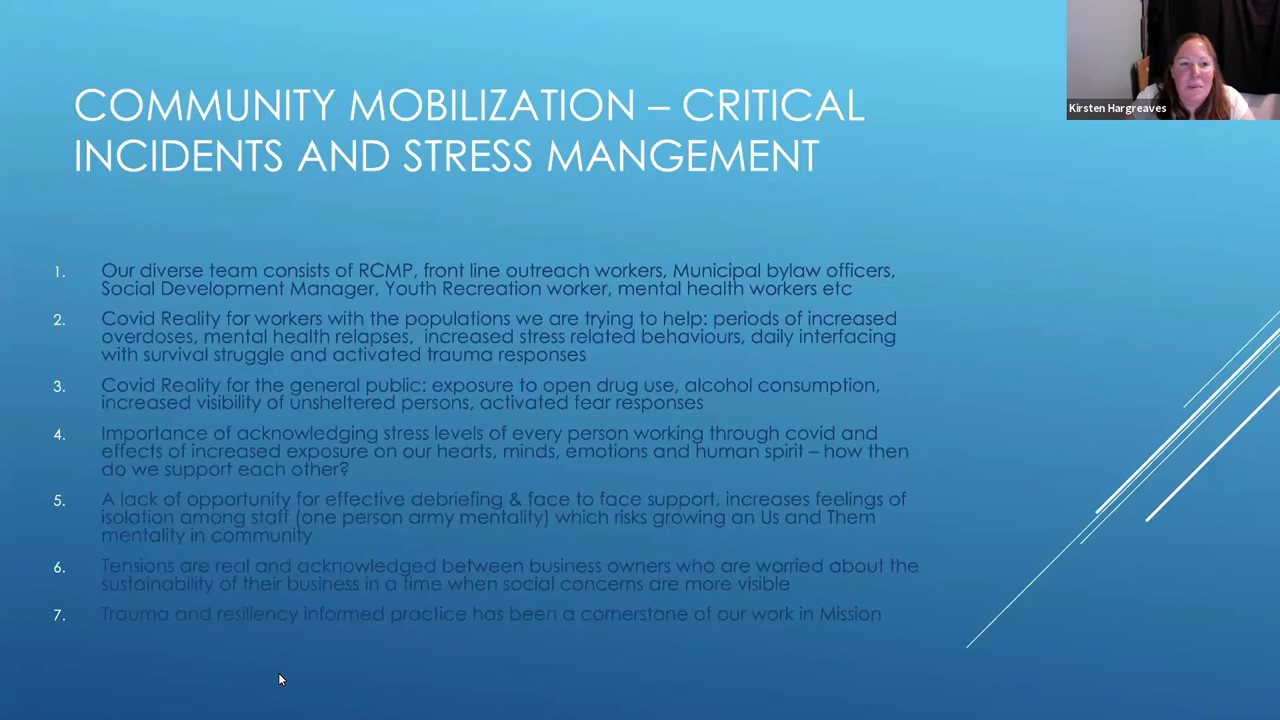 COMMUNITY MOBILIZATION – CRITICAL
INCIDENTS AND STRESS MANGEMENT
Kirsten Hargreaves
1. Our diverse team consists of RCMP, front line outreach workers, Municipal bylaw officers,
Social Development Manager, Youth Recreation worker, mental health workers etc
2. Covid Reality for workers with the populations we are trying to help: periods of increased
overdoses, mental health relapses, increased stress related behaviours, daily interfacing
with survival struggle and activated trauma responses
3. Covid Reality for the general public: exposure to open drug use, alcohol consumption,
increased visibility of unsheltered persons, activated fear responses
4. Importance of acknowledging stress levels of every person working through covid and
effects of increased exposure on our hearts, minds, emotions and human spirit – how then
do we support each other?
5. A lack of opportunity for effective debriefing & face to face support, increases feelings of
isolation among staff (one person army mentality) which risks growing an Us and Them
mentality in community
6. Tensions are real and acknowledged between business owners who are worried about the
sustainability of their business in a time when social concerns are more visible
7. Trauma and resiliency informed practice has been a cornerstone of our work in Mission